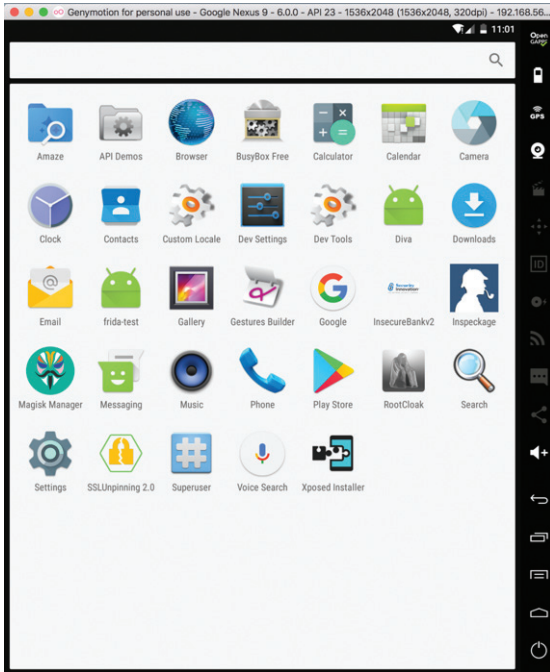 Genymotion for personal use - Google Nexus 9 - 6.0.0 - API 23 - 1536x2048 (1536x2048, 320dpi) - 192.168.56...
11:01
Open
GAPPS
Amaze API Demos Browser BusyBox Free Calculator Calendar Camera
GPS
Clock Contacts Custom Locale Dev Settings Dev Tools Diva Downloads
ID
Email frida-test Gallery Gestures Builder Google InsecureBankv2 Inspeckage
Magisk Manager Messaging Music Phone Play Store RootCloak Search
Settings SSLUnpinning 2.0 Superuser Voice Search Xposed Installer